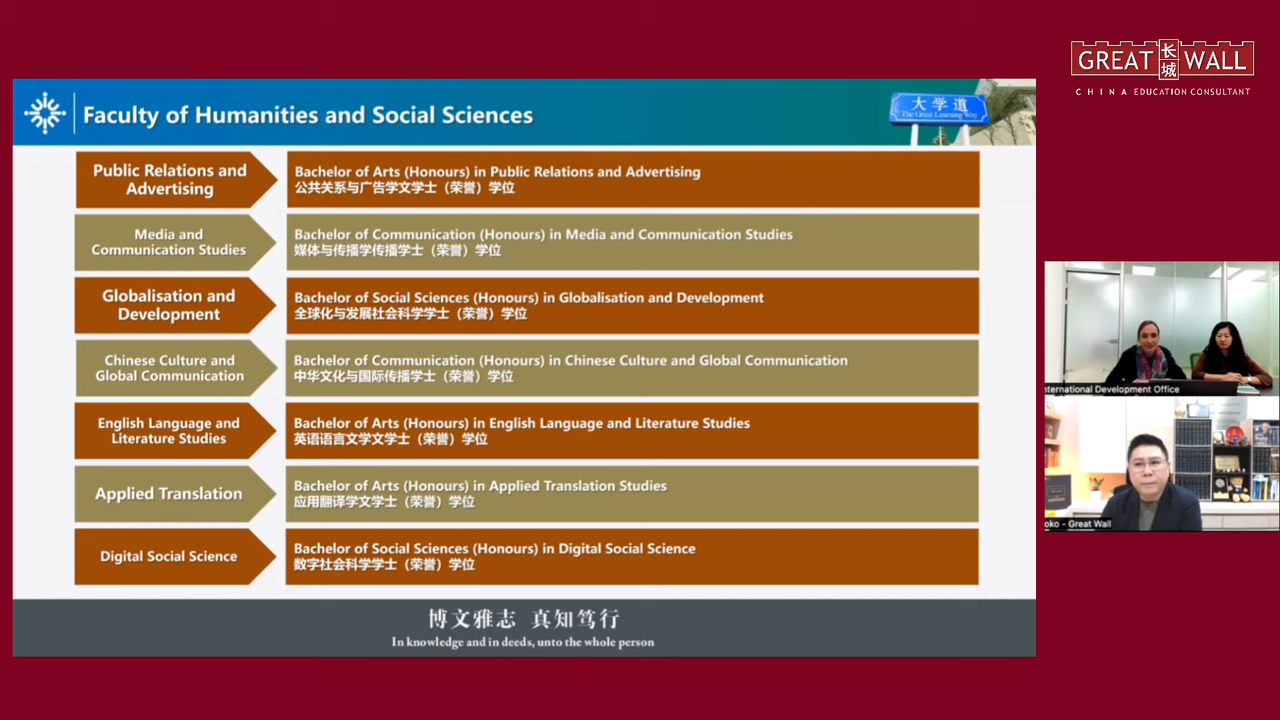 GREAT 长城 WALL
CHINA EDUCATION CONSULTANT
Faculty of Humanities and Social Sciences
大学道
The Great Learning Way
Public Relations and
Advertising
Bachelor of Arts (Honours) in Public Relations and Advertising
公共关系与广告学文学士（荣誉）学位
Media and
Communication Studies
Bachelor of Communication (Honours) in Media and Communication Studies
媒体与传播学传播学士（荣誉）学位
Globalisation and
Development
Bachelor of Social Sciences (Honours) in Globalisation and Development
全球化与发展社会科学学士（荣誉）学位
Chinese Culture and
Global Communication
Bachelor of Communication (Honours) in Chinese Culture and Global Communication
中华文化与国际传播学士（荣誉）学位
English Language and
Literature Studies
Bachelor of Arts (Honours) in English Language and Literature Studies
英语语言文学文学士（荣誉）学位
Applied Translation
Bachelor of Arts (Honours) in Applied Translation Studies
应用翻译学文学士（荣誉）学位
Digital Social Science
Bachelor of Social Sciences (Honours) in Digital Social Science
数字社会科学学士（荣誉）学位
博文雅志 真知笃行
In knowledge and in deeds, unto the whole person
nternational Development Office
oko - Great Wall